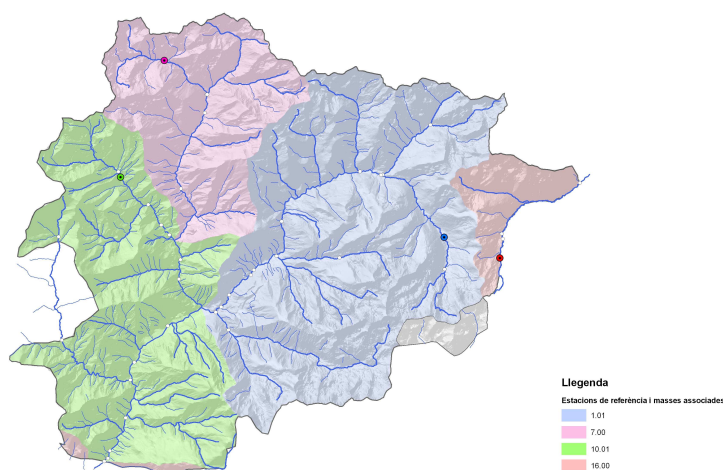 Llegenda
Estacions de referència i masses associades
1.01
7.00
10.01
16.00